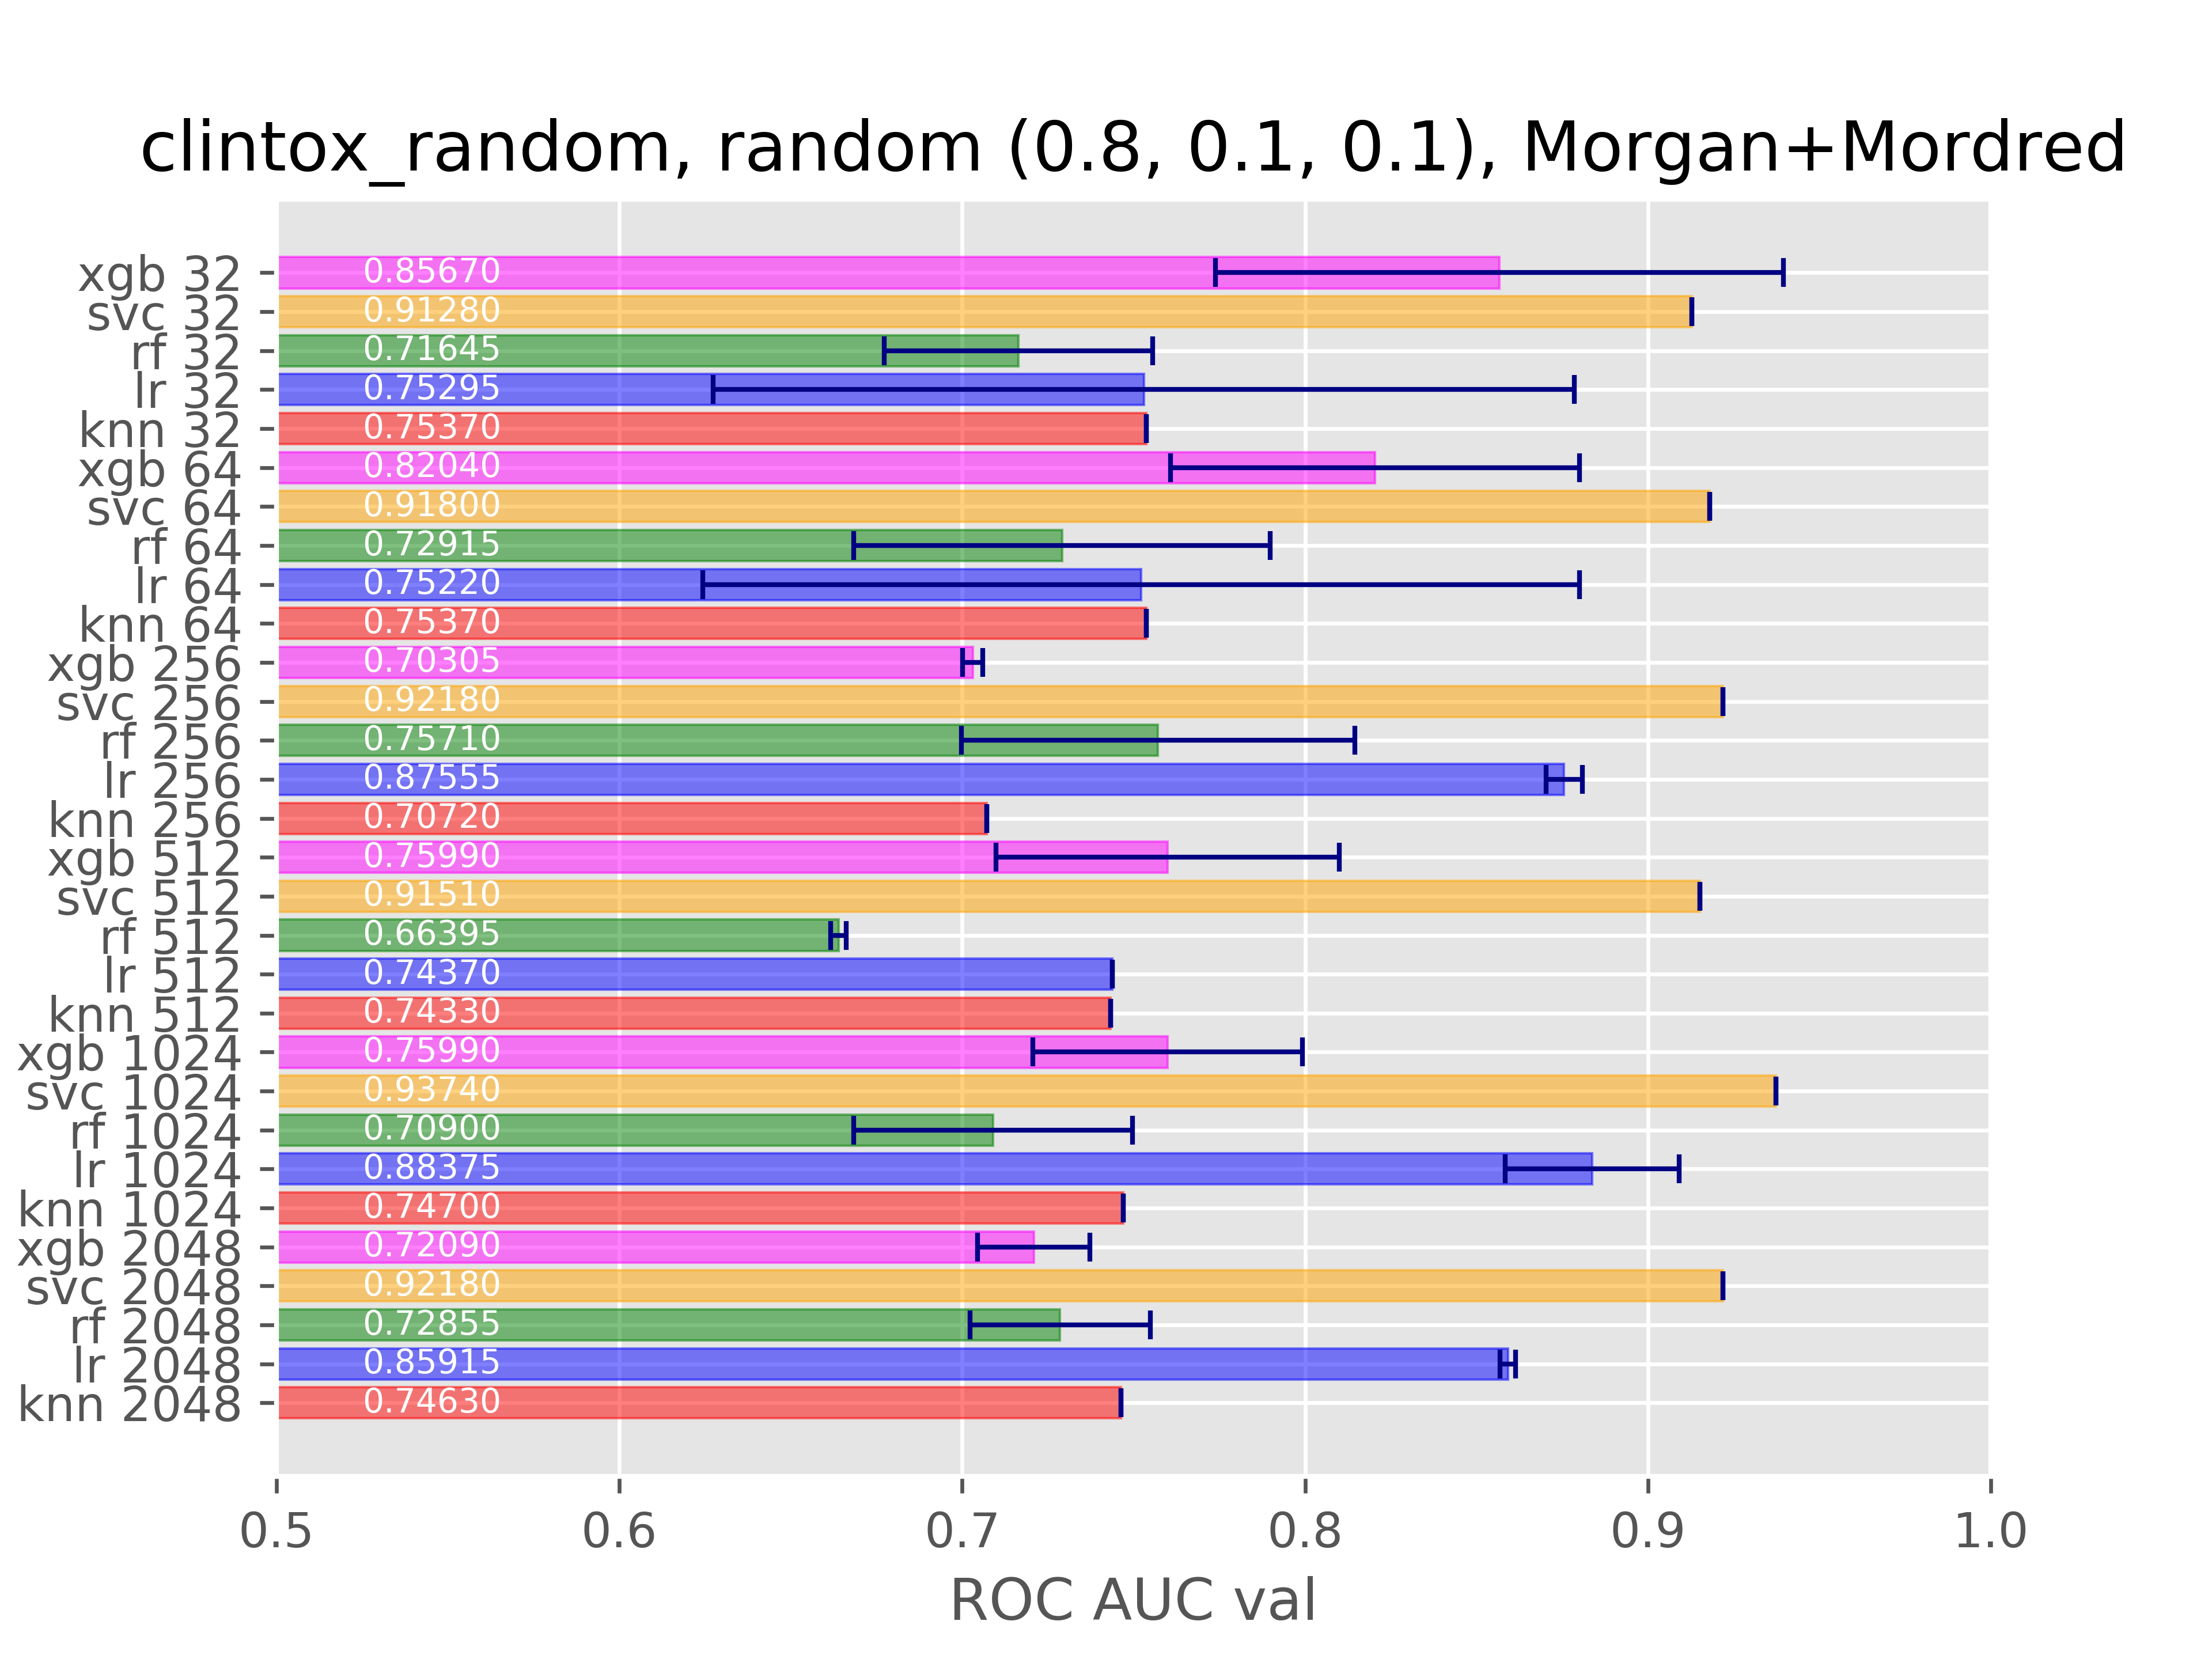 clintox_random, random (0.8, 0.1, 0.1), Morgan+Mordred
xgb 32 0.85670
svc 32 0.91280
rf 32 0.71645
lr 32 0.75295
knn 32 0.75370
xgb 64 0.82040
svc 64 0.91800
rf 64 0.72915
lr 64 0.75220
knn 64 0.75370
xgb 256 0.70305
svc 256 0.92180
rf 256 0.75710
lr 256 0.87555
knn 256 0.70720
xgb 512 0.75990
svc 512 0.91510
rf 512 0.66395
lr 512 0.74370
knn 512 0.74330
xgb 1024 0.75990
svc 1024 0.93740
rf 1024 0.70900
lr 1024 0.88375
knn 1024 0.74700
xgb 2048 0.72090
svc 2048 0.92180
rf 2048 0.72855
lr 2048 0.85915
knn 2048 0.74630
0.5 0.6 0.7 0.8 0.9 1.0
ROC AUC val